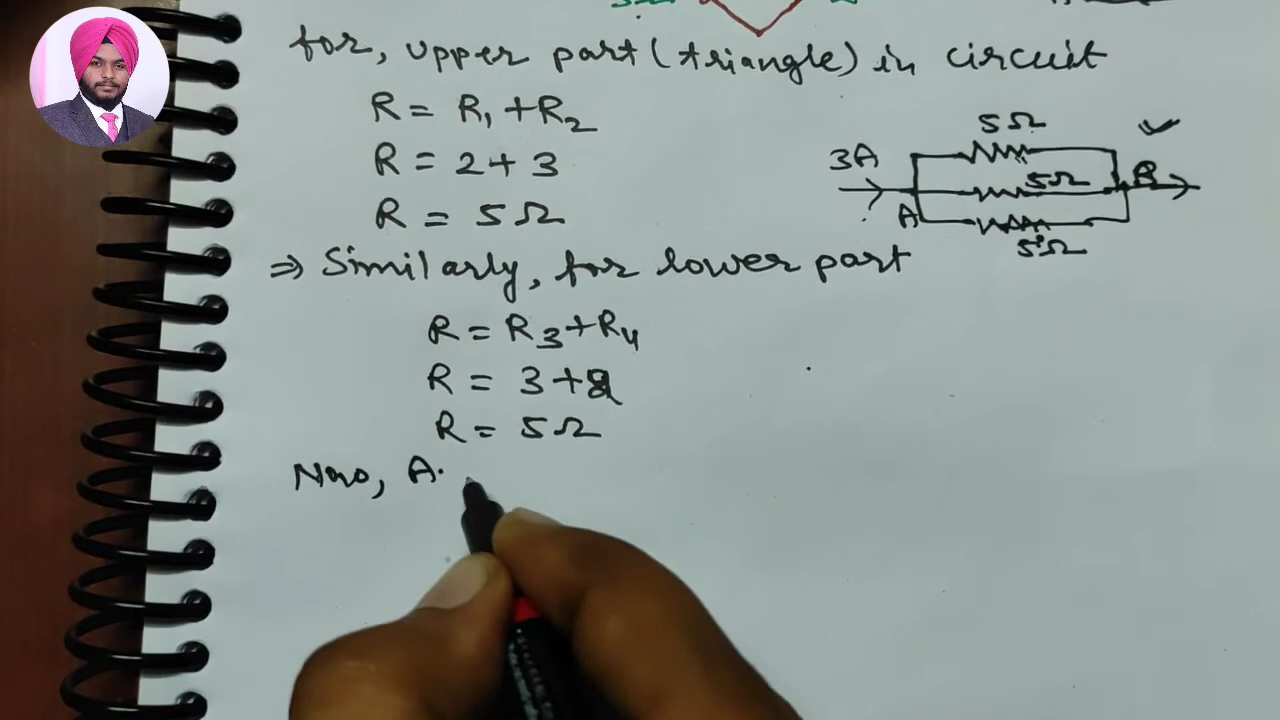 for, upper part (triangle) in circuit
R = R1 + R2
R = 2 + 3
R = 5 Ω
⇒ Similarly, for lower part
R = R3 + R4
R = 3 + 2
R = 5 Ω
Now, A.
5 Ω
3A
5 Ω
B
A
5 Ω